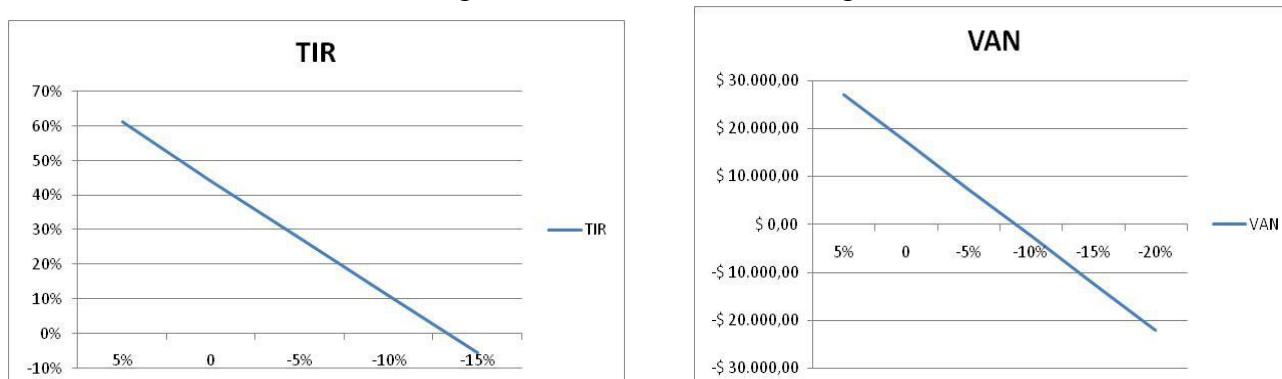 TIR
70%
60%
50%
40%
30%
20%
10%
0%
-10%
5% 0 -5% -10% -15%
TIR
VAN
$ 30.000,00
$ 20.000,00
$ 10.000,00
$ 0,00
-$ 10.000,00
-$ 20.000,00
-$ 30.000,00
5% 0 -5% -10% -15% -20%
VAN